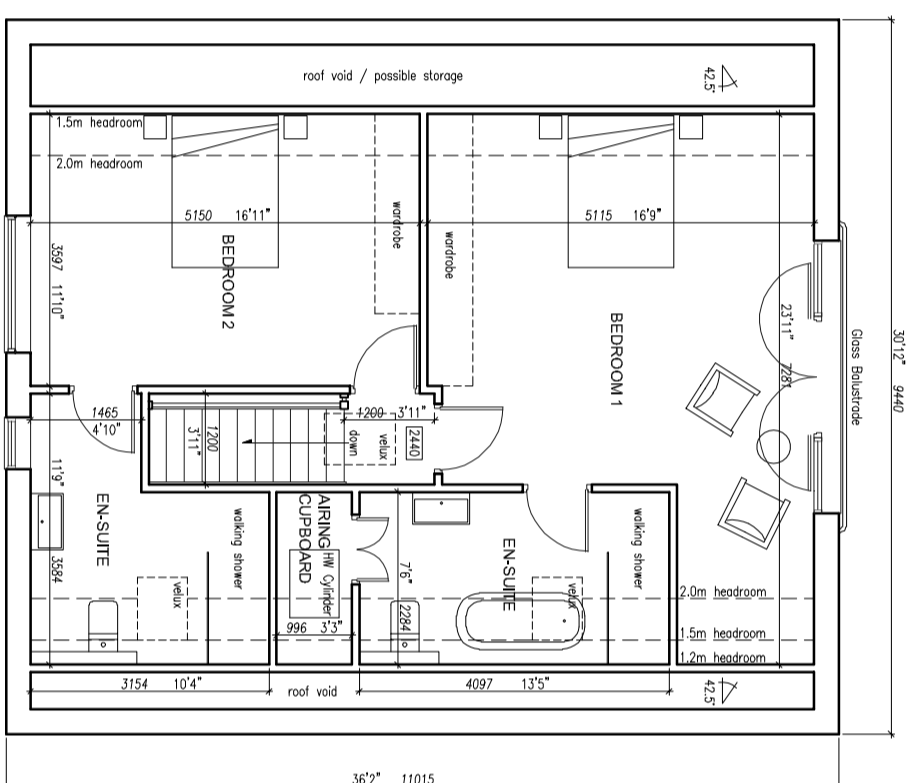 roof void / possible storage
42.5°
1.5m headroom
2.0m headroom
wardrobe
wardrobe
5150 16'11"
5115 16'9"
BEDROOM 2
BEDROOM 1
3597 11'10"
23'11" 7281
Glass Balustrade
30'12" 9440
1465
4'10"
1200
3'11"
1200 3'11"
down
velux
2440
11'9" 3584
EN-SUITE
walking shower
velux
AIRING
CUPBOARD
HW Cylinder
996 3'3"
7'6" 2284
EN-SUITE
velux
walking shower
2.0m headroom
1.5m headroom
1.2m headroom
3154 10'4"
roof void
4097 13'5"
42.5°
36'2" 11015